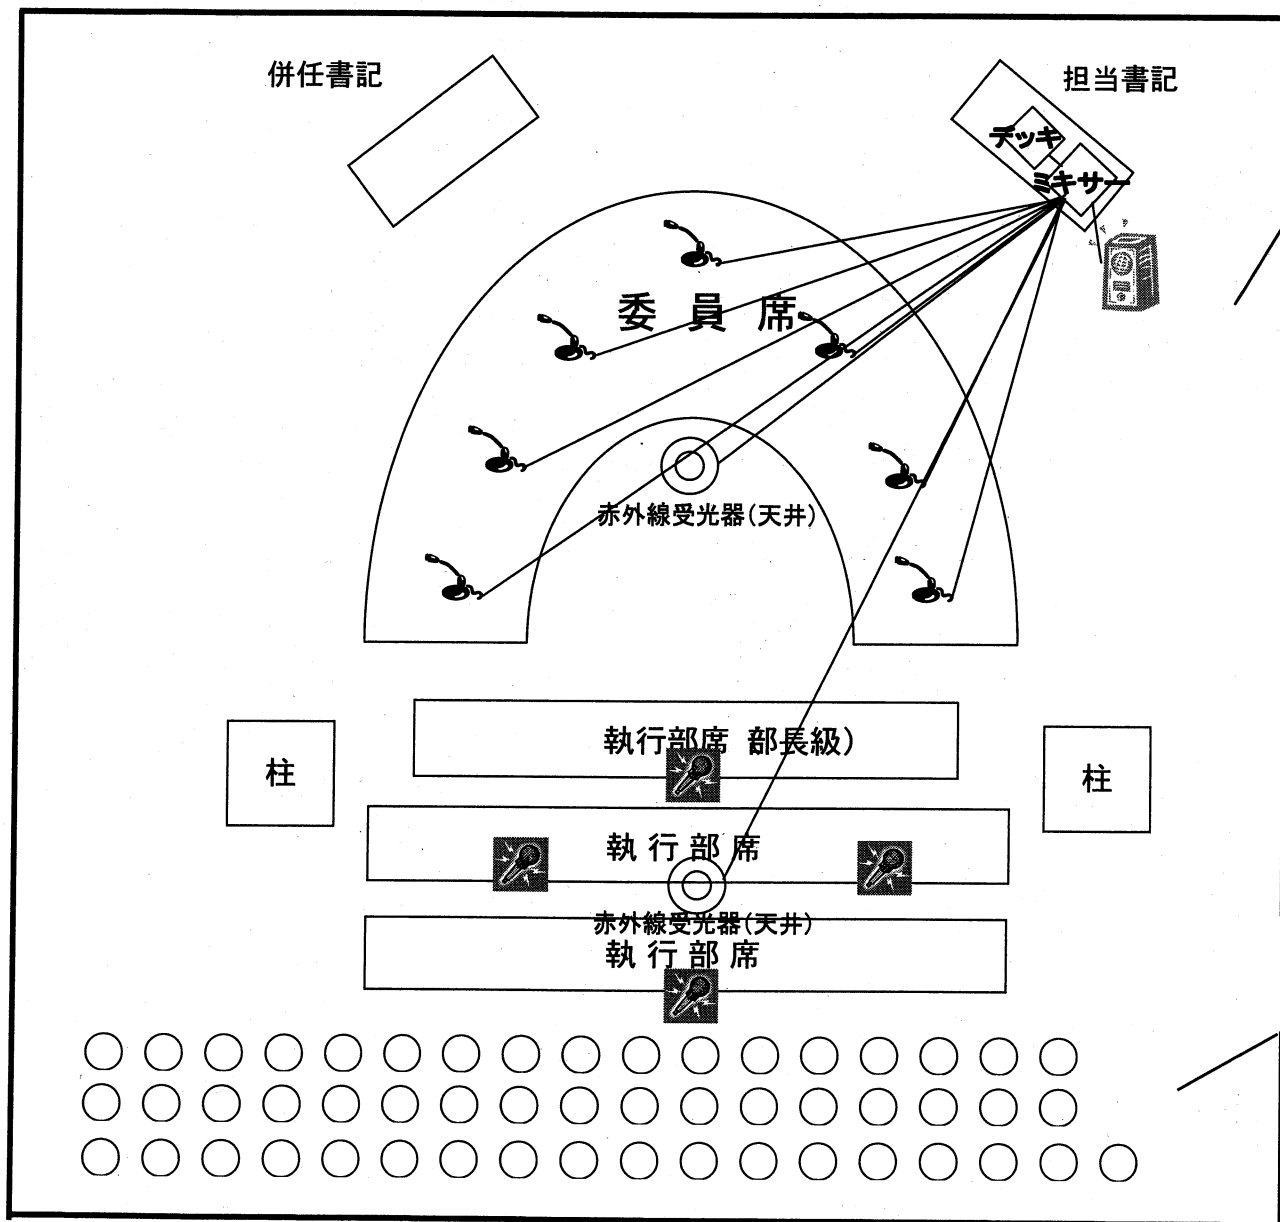 併任書記
担当書記
デッキ
ミキサー
委員席
赤外線受光器(天井)
執行部席 部長級)
柱
柱
執行部席
赤外線受光器(天井)
執行部席